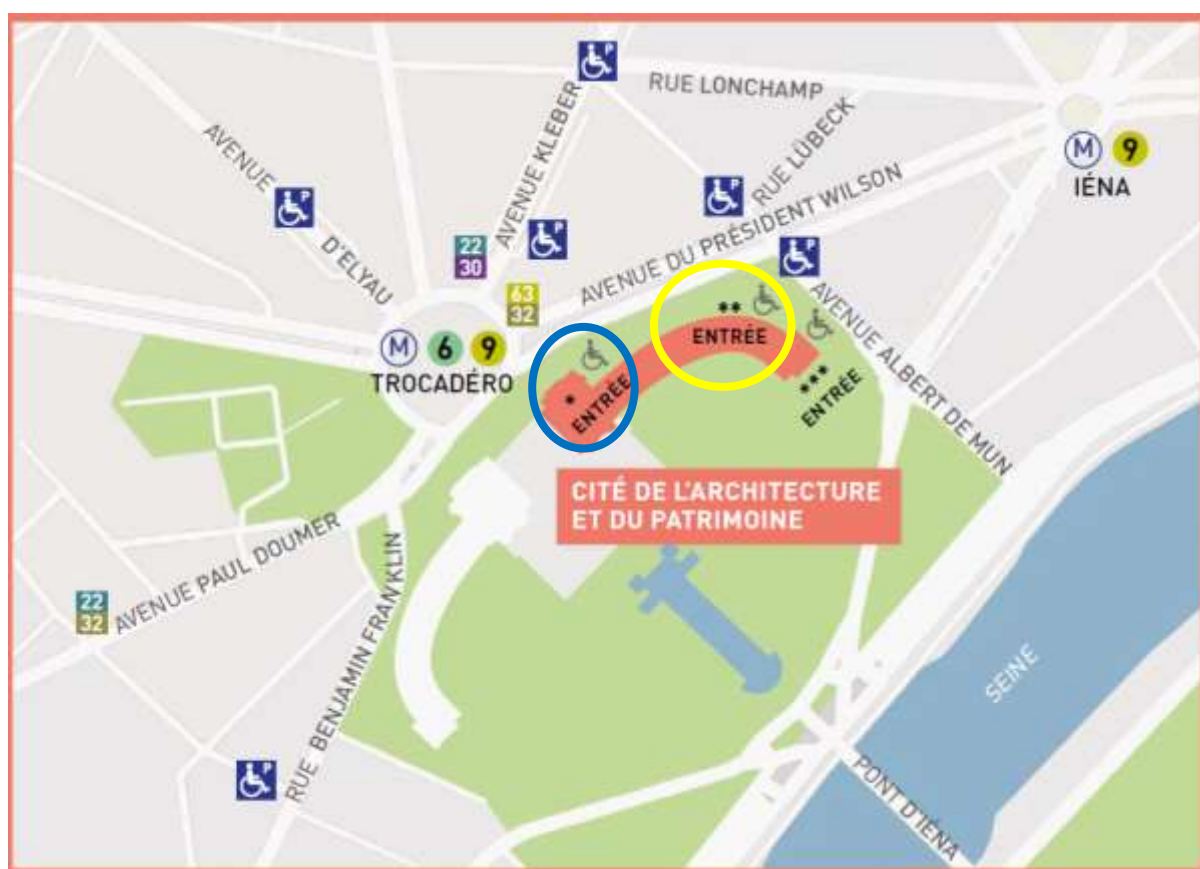 RUE LONCHAMP
AVENUE KLEBER
AVENUE
D'ELYAU
RUE LÜBECK
M 9
IÉNA
AVENUE DU PRÉSIDENT WILSON
22
30
63
32
M 6 9
TROCADÉRO
** 
ENTRÉE
*
ENTRÉE
***
ENTRÉE
AVENUE ALBERT DE MUN
CITÉ DE L'ARCHITECTURE
ET DU PATRIMOINE
AVENUE PAUL DOUMER
22
32
RUE BENJAMIN FRANKLIN
SEINE
PONT D'IÉNA
P
P
P
P
P
P